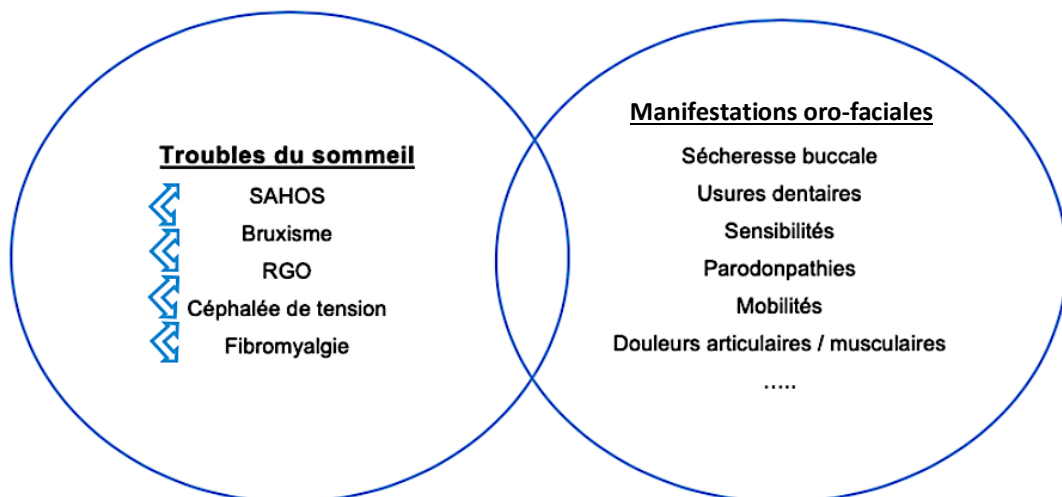 Troubles du sommeil
SAHOS
Bruxisme
RGO
Céphalée de tension
Fibromyalgie
Manifestations oro-faciales
Sécheresse buccale
Usures dentaires
Sensibilités
Parodonpathies
Mobilités
Douleurs articulaires / musculaires
.....